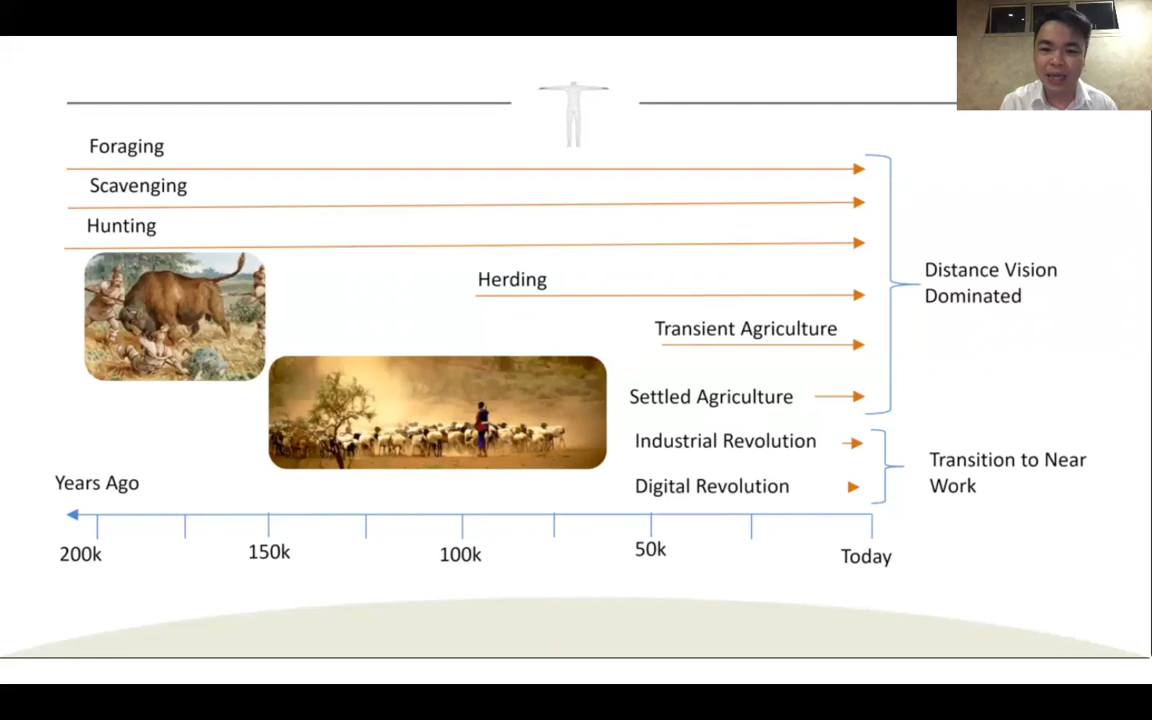 Foraging
Scavenging
Hunting
Herding
Transient Agriculture
Settled Agriculture
Industrial Revolution
Digital Revolution
Distance Vision
Dominated
Transition to Near
Work
Years Ago
200k
150k
100k
50k
Today